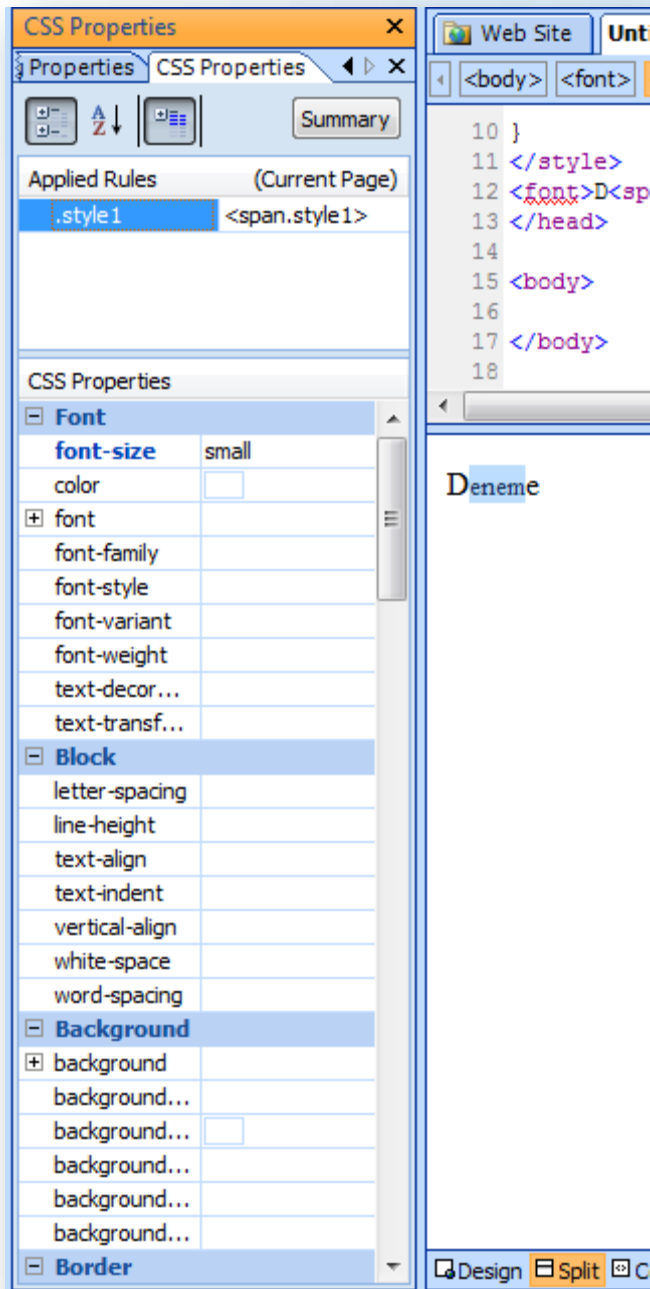 CSS Properties
Properties CSS Properties
Summary
Applied Rules (Current Page)
.style1 <span.style1>
CSS Properties
Font
font-size small
color
font
font-family
font-style
font-variant
font-weight
text-decor...
text-transf...
Block
letter-spacing
line-height
text-align
text-indent
vertical-align
white-space
word-spacing
Background
background
background...
background...
background...
background...
background...
Border
Web Site Unti
<body> <font>
10 }
11 </style>
12 <font>D<sp
13 </head>
14
15 <body>
16
17 </body>
18
Deneme
Design Split C